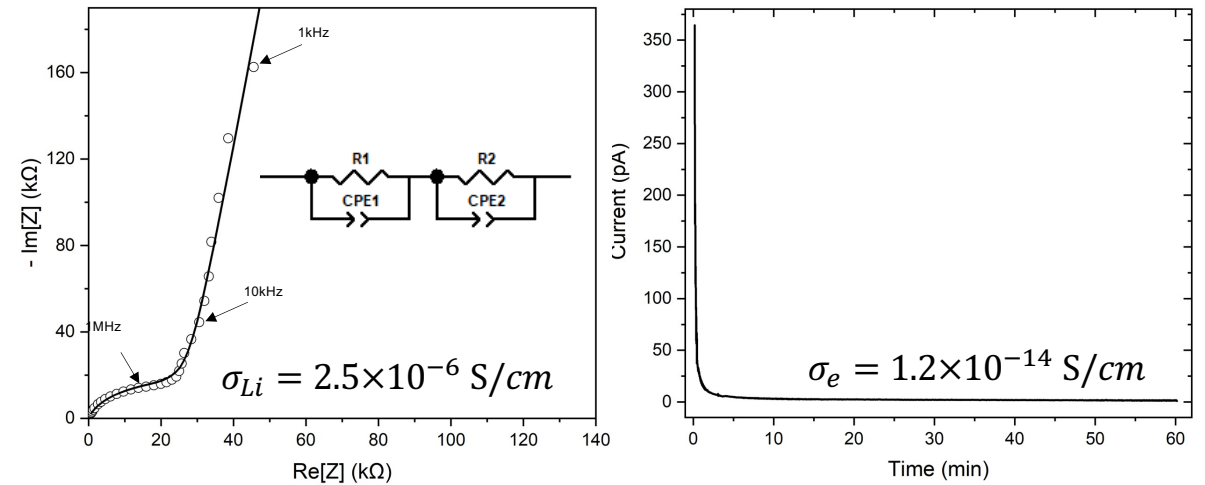 160
120
80
40
0
- Im[Z] (kΩ)
0 20 40 60 80 100 120 140
Re[Z] (kΩ)
1kHz
10kHz
1MHz
R1
CPE1
R2
CPE2
σ_Li = 2.5×10⁻⁶ S/cm
350
300
250
200
150
100
50
0
Current (pA)
0 10 20 30 40 50 60
Time (min)
σ_e = 1.2×10⁻¹⁴ S/cm